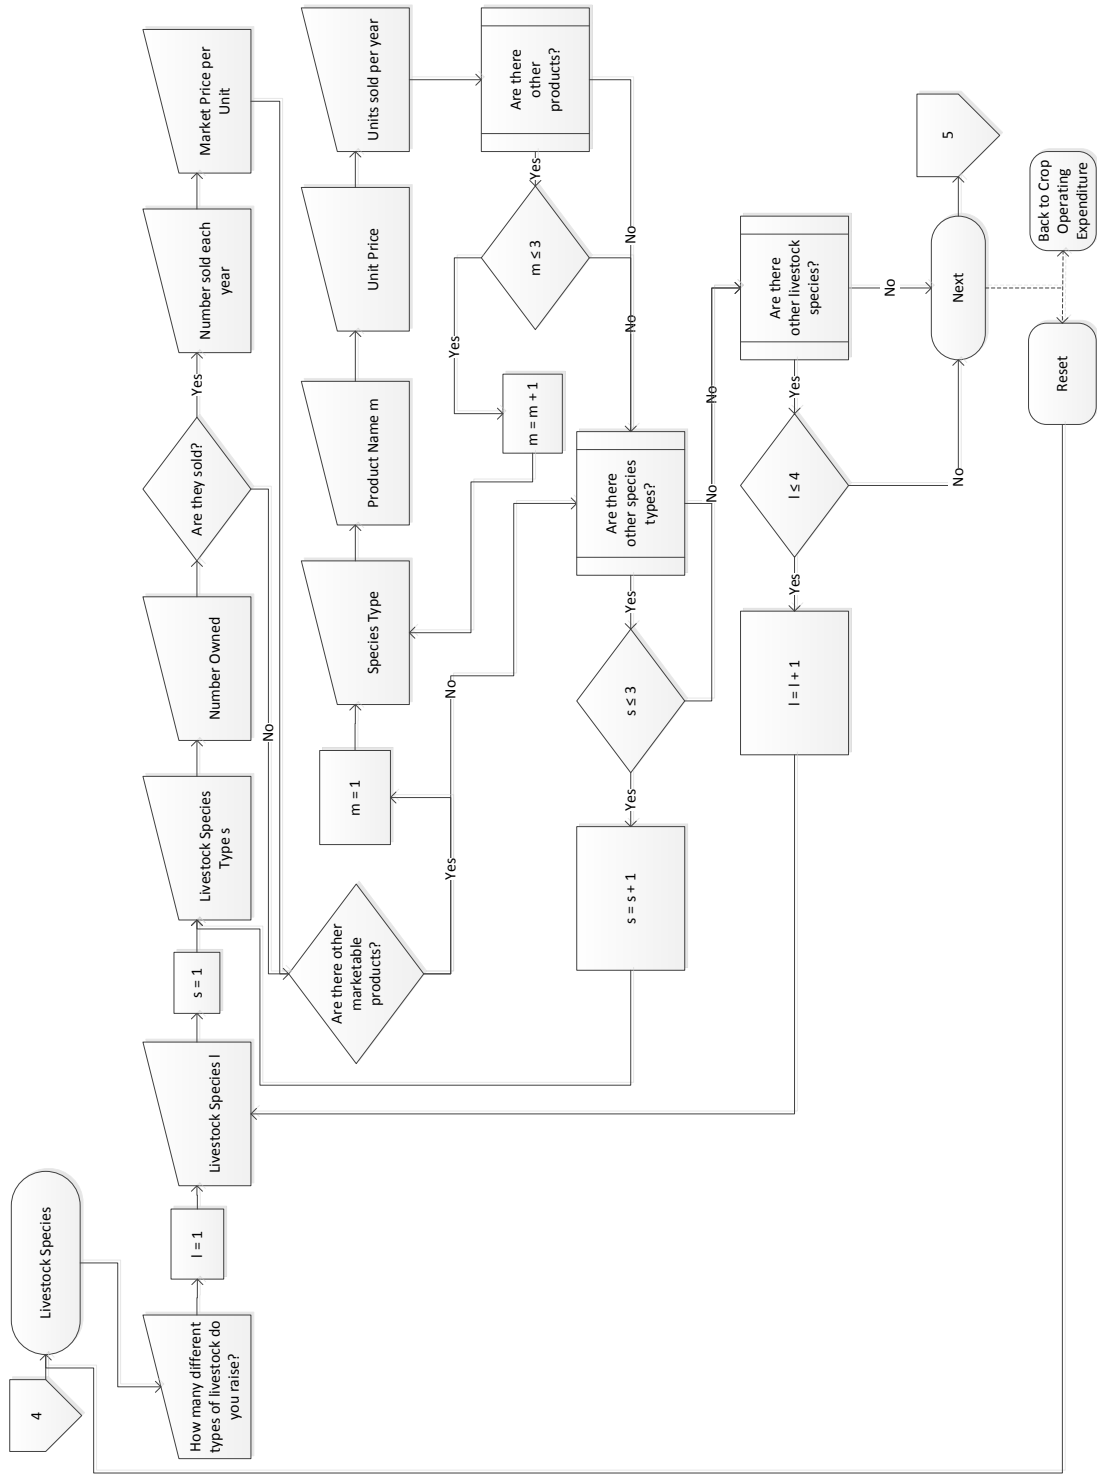 4
Livestock Species
How many different
types of livestock do
you raise?
l = 1
Livestock Species l
s = 1
Livestock Species
Type s
Number Owned
Are they sold?
Yes
Number sold each
year
Market Price per
Unit
No
Are there other
marketable
products?
Yes
No
m = 1
Species Type
Product Name m
Unit Price
Units sold per year
Are there
other
products?
Yes
No
m ≤ 3
Yes
No
m = m + 1
Are there
other species
types?
Yes
No
s ≤ 3
Yes
No
s = s + 1
Are there
other livestock
species?
Yes
No
l ≤ 4
Yes
No
l = l + 1
Next
5
Reset
Back to Crop
Operating
Expenditure